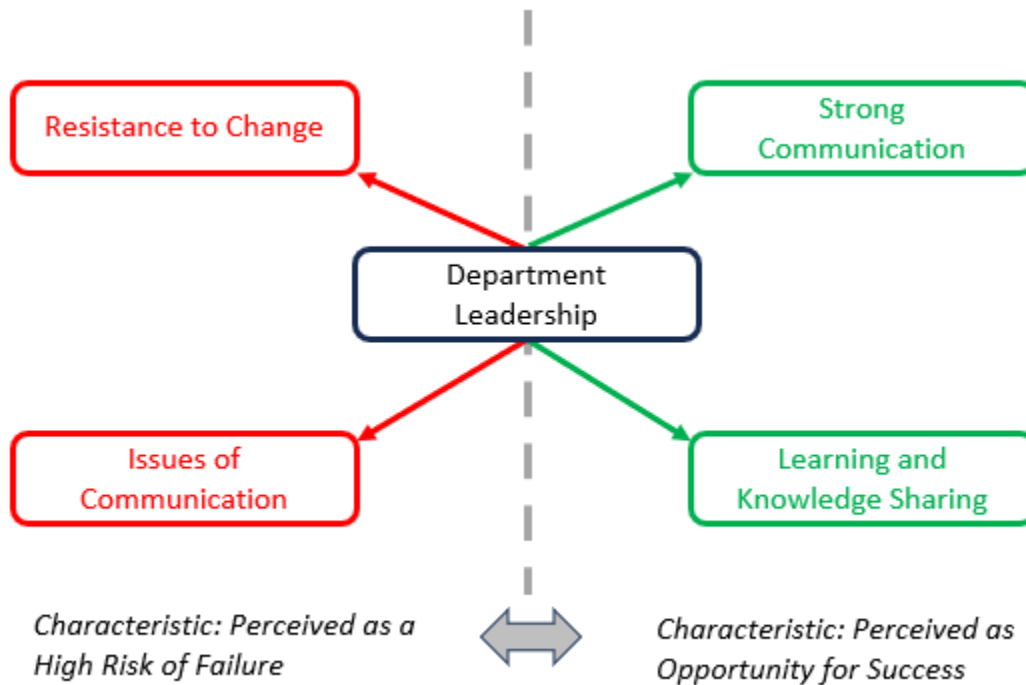 Resistance to Change
Strong
Communication
Department
Leadership
Issues of
Communication
Learning and
Knowledge Sharing
Characteristic: Perceived as a
High Risk of Failure
Characteristic: Perceived as
Opportunity for Success